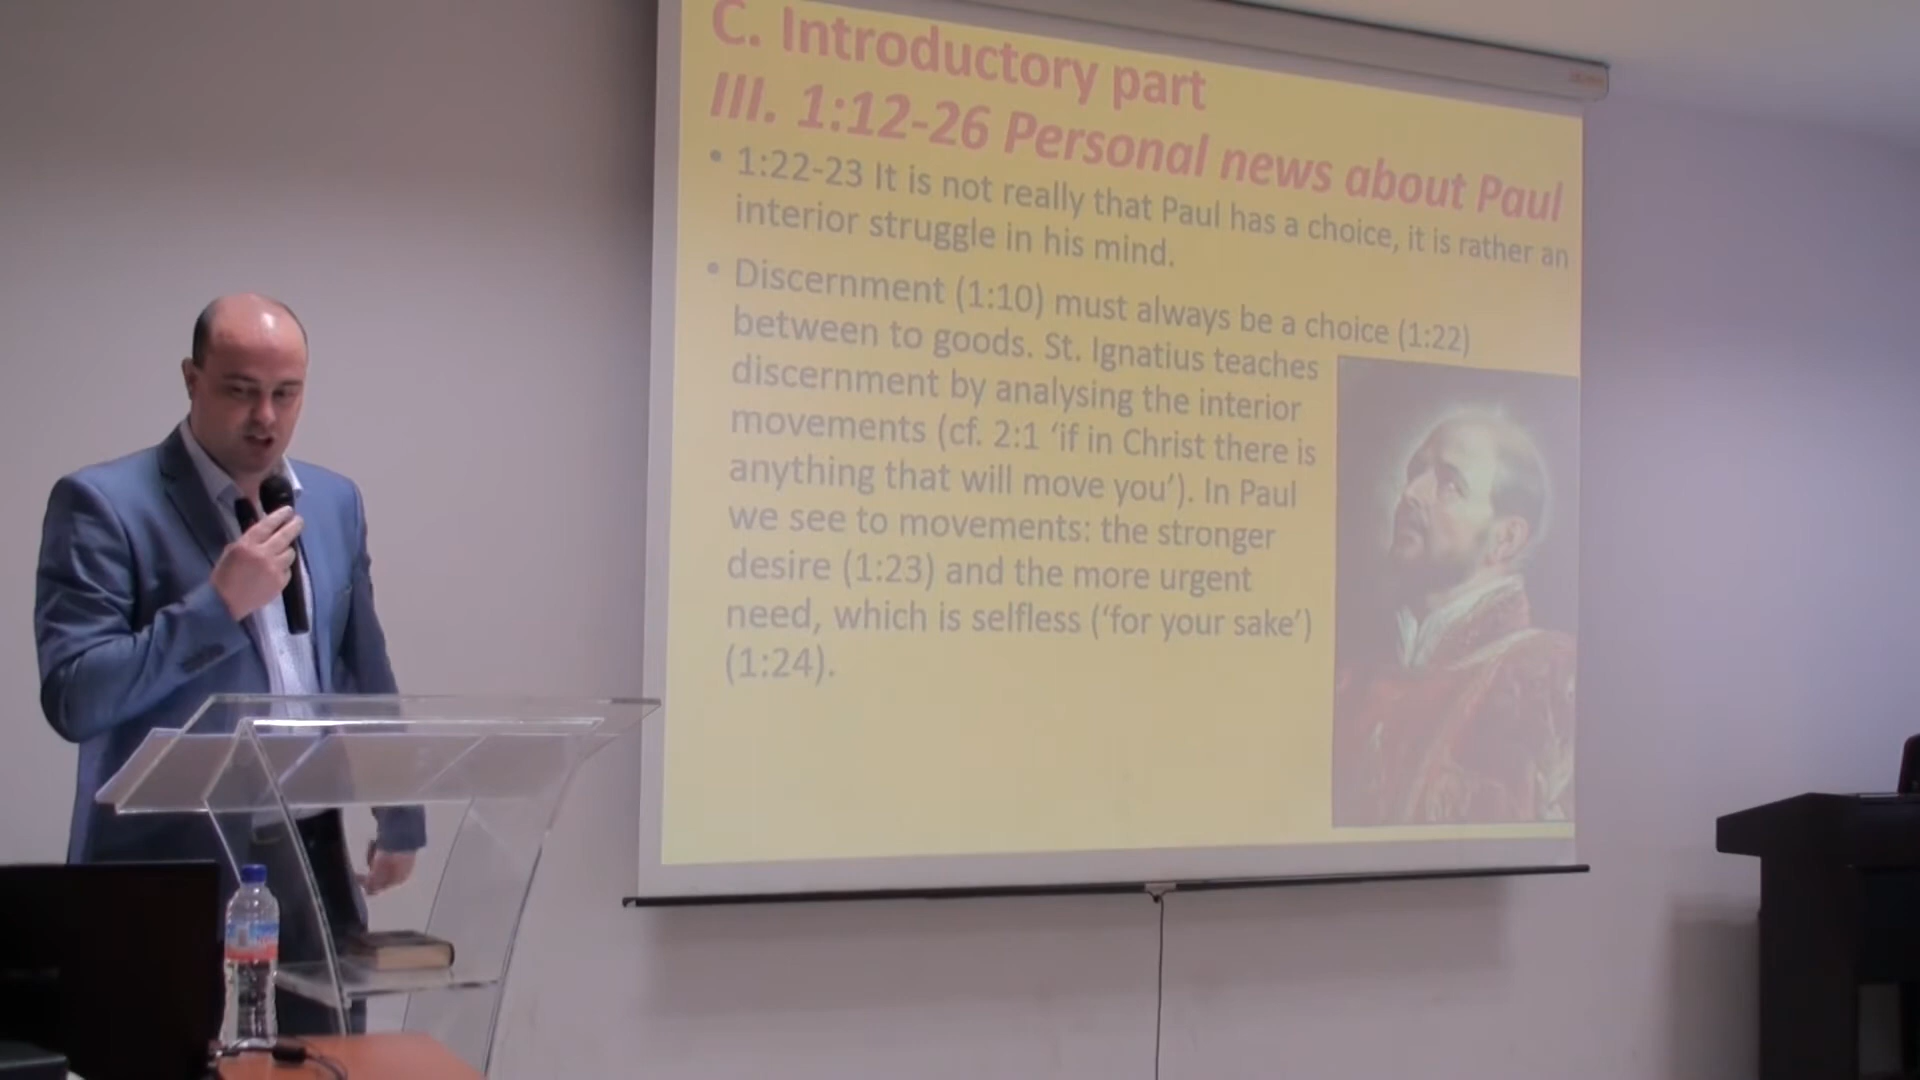 C. Introductory part
III. 1:12-26 Personal news about Paul
• 1:22-23 It is not really that Paul has a choice, it is rather an
interior struggle in his mind.
• Discernment (1:10) must always be a choice (1:22)
between to goods. St. Ignatius teaches
discernment by analysing the interior
movements (cf. 2:1 ‘if in Christ there is
anything that will move you’). In Paul
we see to movements: the stronger
desire (1:23) and the more urgent
need, which is selfless (‘for your sake’)
(1:24).